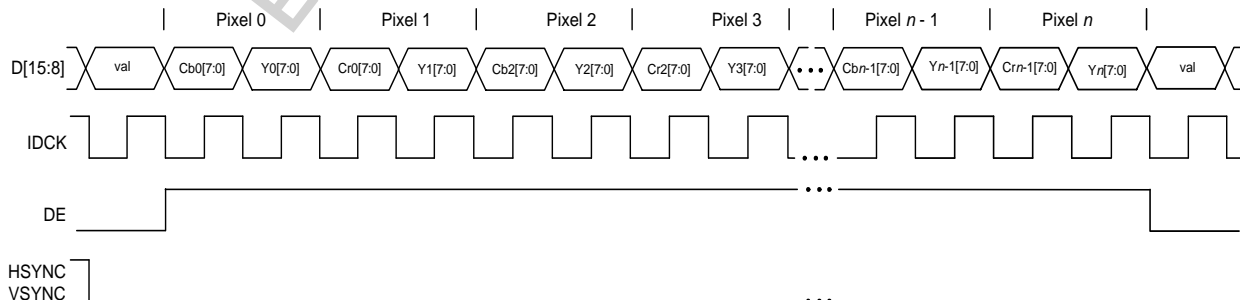 Pixel 0 Pixel 1 Pixel 2 Pixel 3 Pixel n - 1 Pixel n
D[15:8] val Cb0[7:0] Y0[7:0] Cr0[7:0] Y1[7:0] Cb2[7:0] Y2[7:0] Cr2[7:0] Y3[7:0] ••• Cbn-1[7:0] Yn-1[7:0] Crn-1[7:0] Yn[7:0] val
IDCK •••
DE •••
HSYNC
VSYNC •••